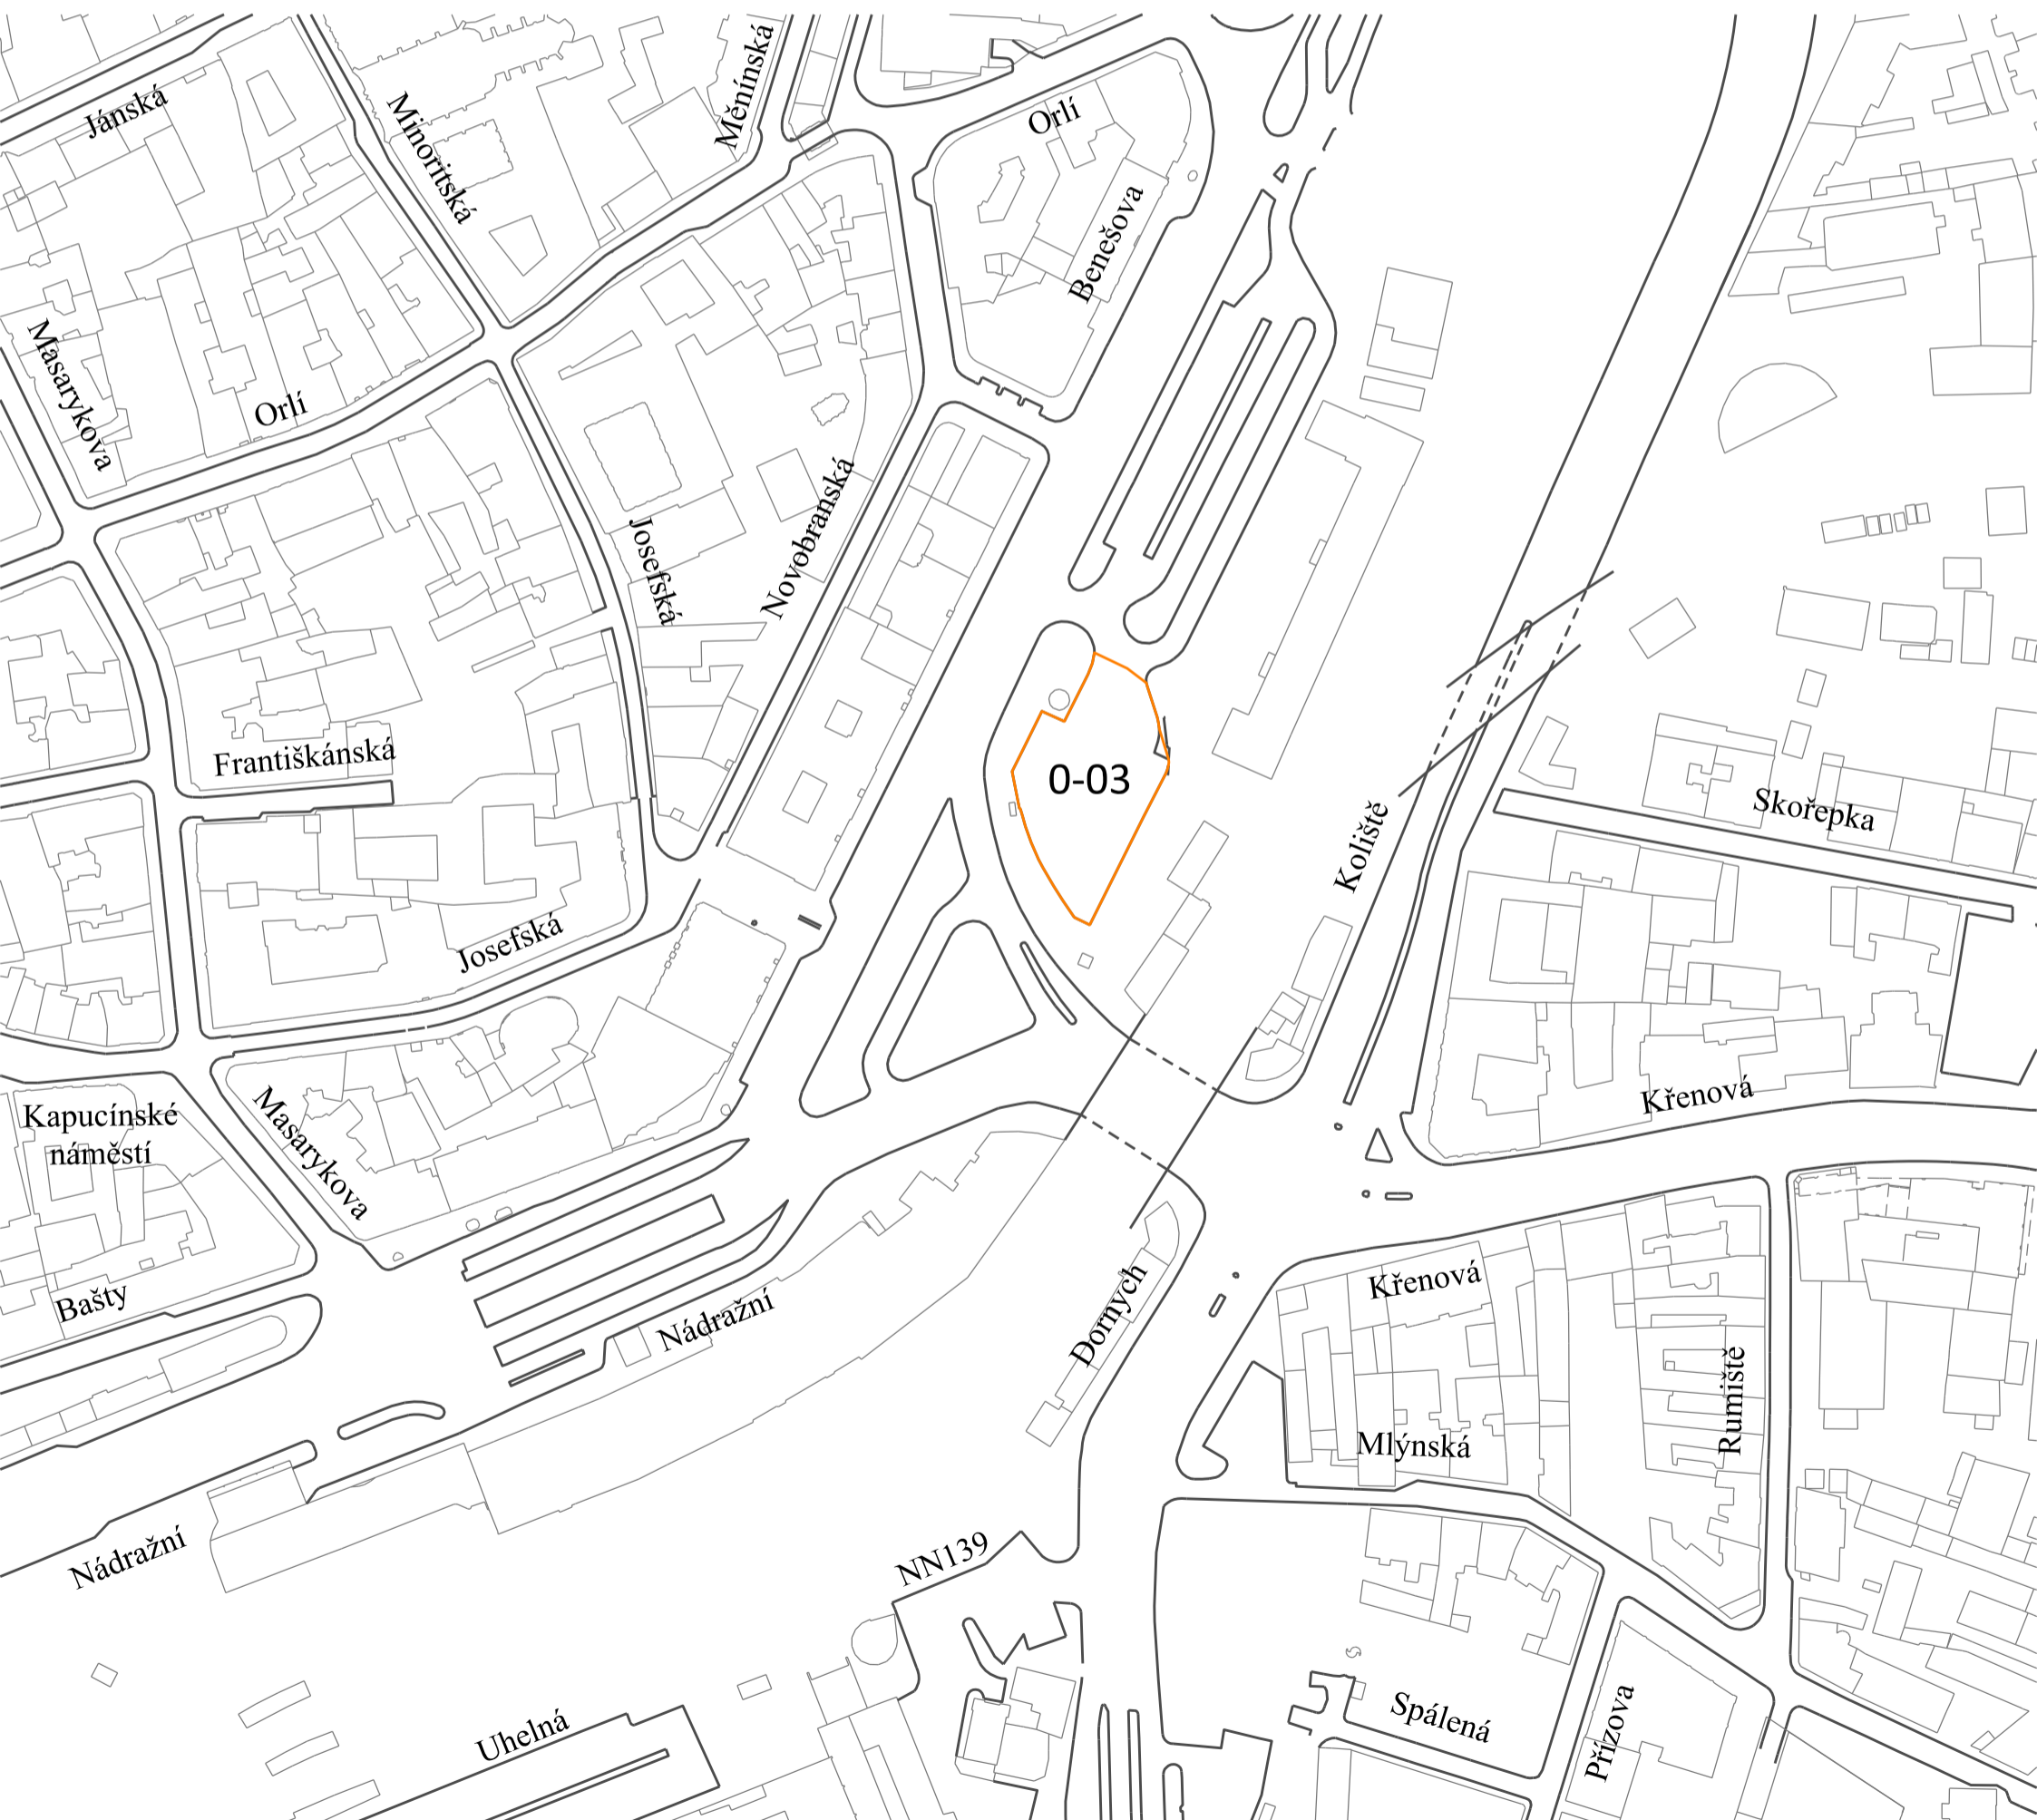 Jánská
Minoritská
Měnínská
Orlí
Benešova
Masarykova
Orlí
Josefská
Novobranská
Františkánská
0-03
Koliště
Skořepka
Josefská
Křenová
Kapucínské
náměstí
Masarykova
Bašty
Nádražní
Dornych
Křenová
Rumiště
Mlýnská
Nádražní
NN139
Uhelná
Spálená
Přízova